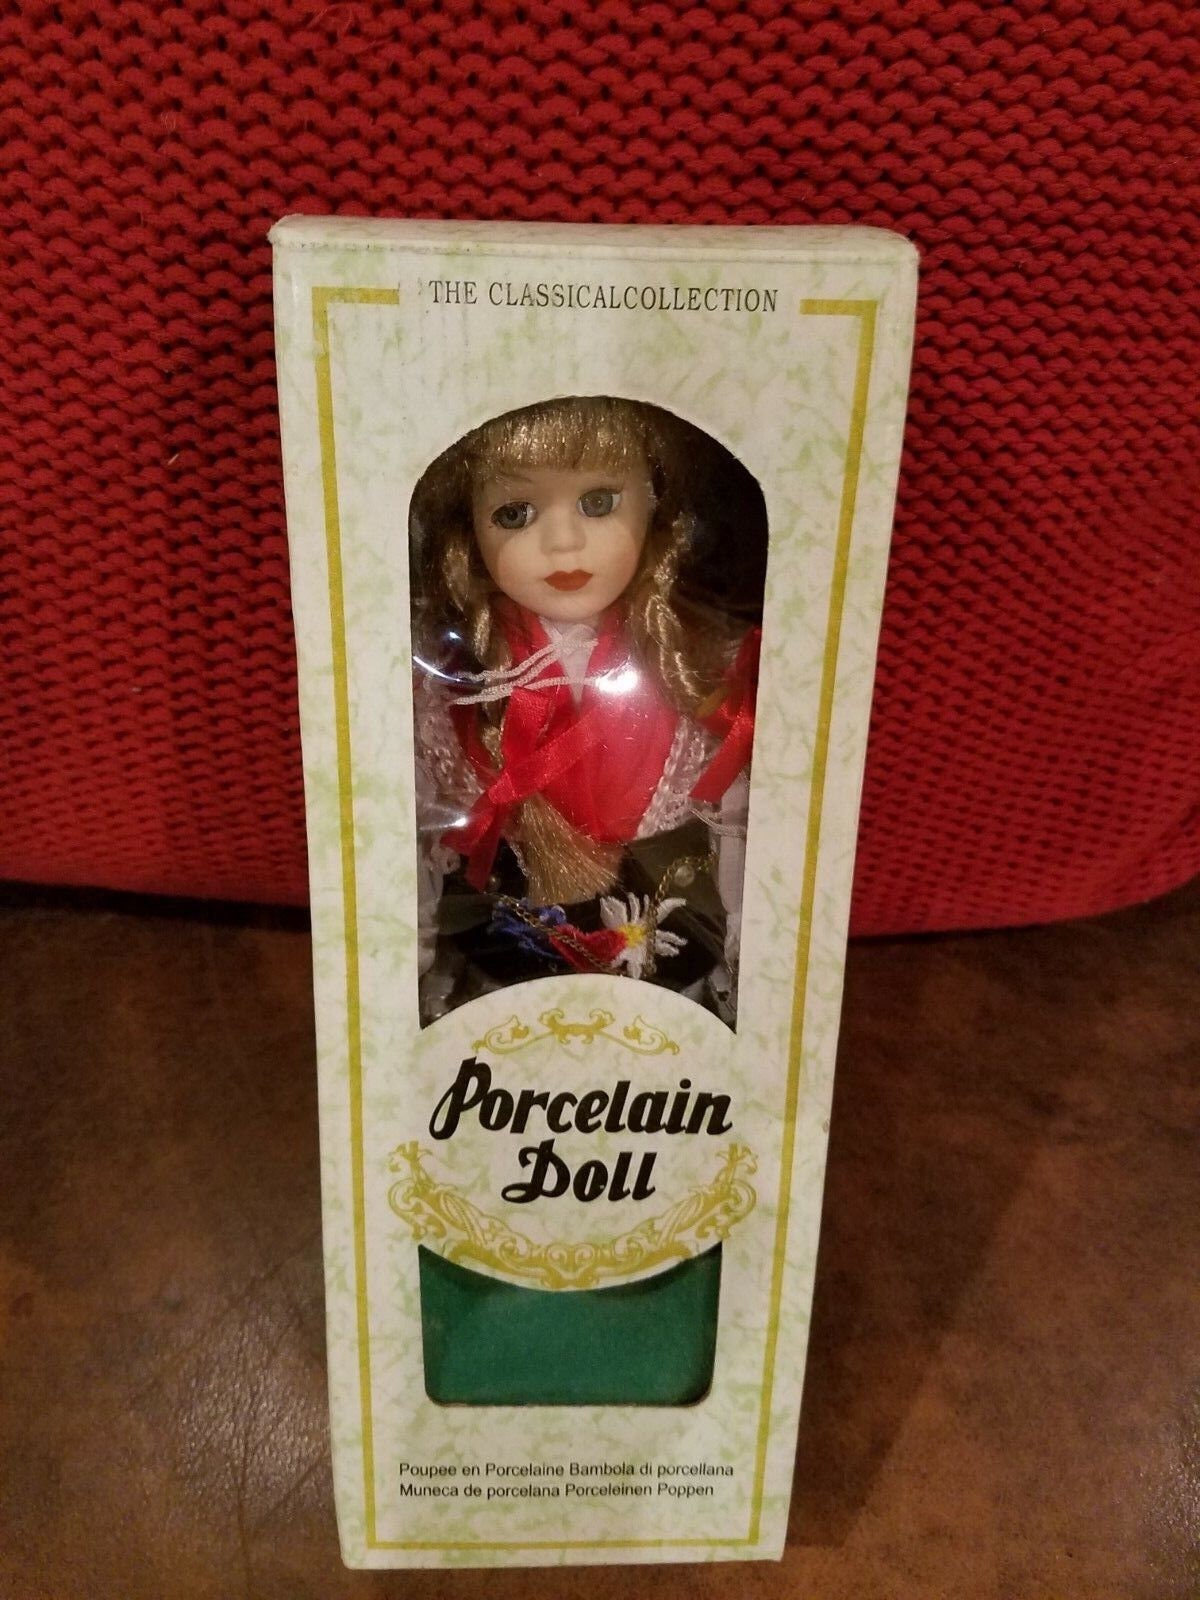 THE CLASSICALCOLLECTION
Porcelain
Doll
Poupee en Porcelaine Bambola di porcellana
Muneca de porcelana Porceleinen Poppen